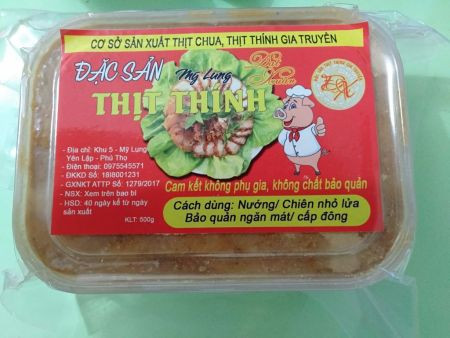 CƠ SỞ SẢN XUẤT THỊT CHUA, THỊT THÍNH GIA TRUYỀN
ĐẶC SẢN Mỹ Lung
THỊT THÍNH
- Địa chỉ: Khu 5 - Mỹ Lung
Yên Lập - Phú Thọ
- Điện thoại: 0975545571
- ĐKKD Số: 18I8001231
- GXNKT ATTP Số: 1279/2017
- NSX: Xem trên bao bì
- HSD: 40 ngày kể từ ngày
sản xuất
KLT: 500g
Cam kết không phụ gia, không chất bảo quản
Cách dùng: Nướng/ Chiên nhỏ lửa
Bảo quản ngăn mát/ cấp đông